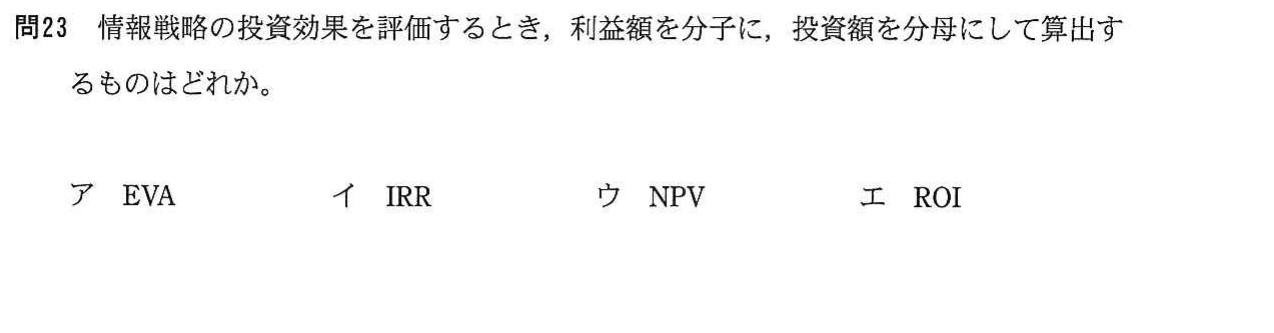 問23 情報戦略の投資効果を評価するとき，利益額を分子に，投資額を分母にして算出す
るものはどれか。
ア EVA イ IRR ウ NPV エ ROI